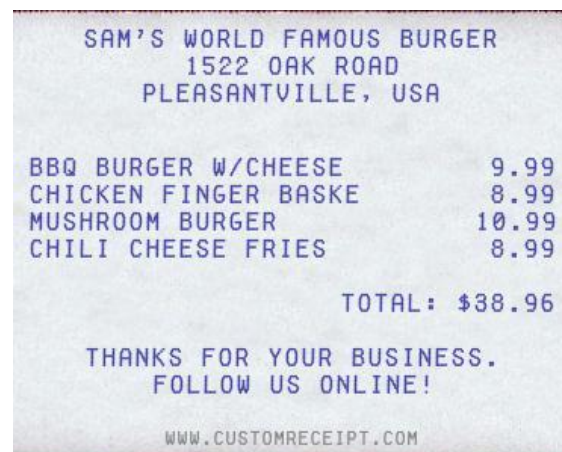 SAM'S WORLD FAMOUS BURGER
1522 OAK ROAD
PLEASANTVILLE, USA
BBQ BURGER W/CHEESE 9.99
CHICKEN FINGER BASKE 8.99
MUSHROOM BURGER 10.99
CHILI CHEESE FRIES 8.99
TOTAL: $38.96
THANKS FOR YOUR BUSINESS.
FOLLOW US ONLINE!
WWW.CUSTOMRECEIPT.COM